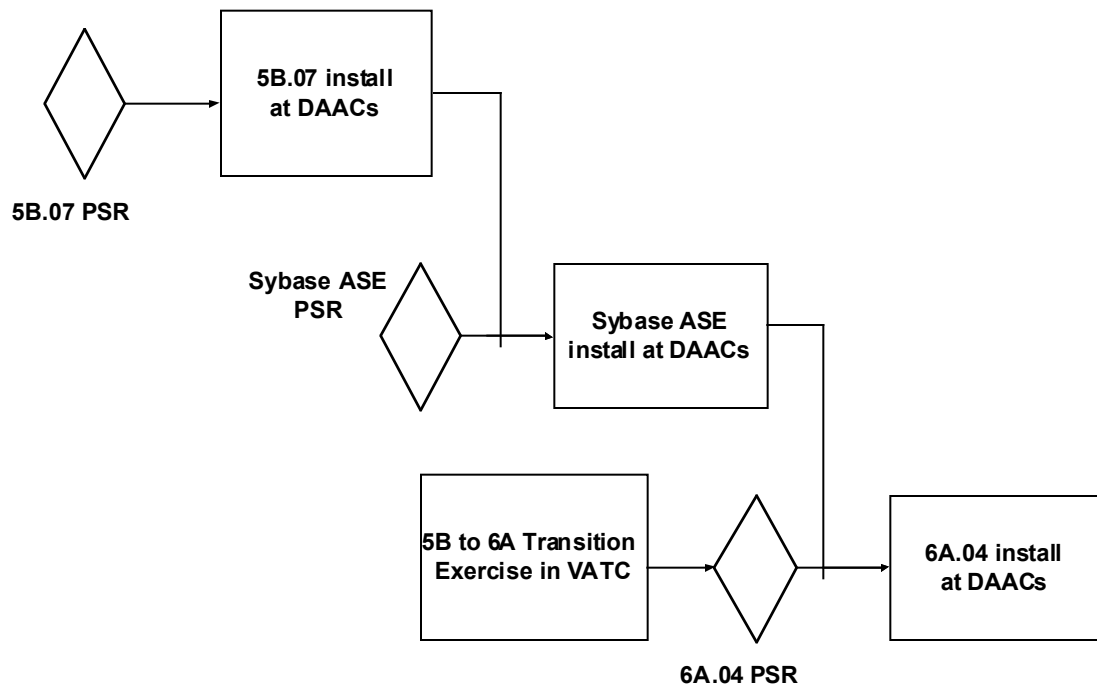 5B.07 install
at DAACs
5B.07 PSR
Sybase ASE
PSR
Sybase ASE
install at DAACs
5B to 6A Transition
Exercise in VATC
6A.04 install
at DAACs
6A.04 PSR